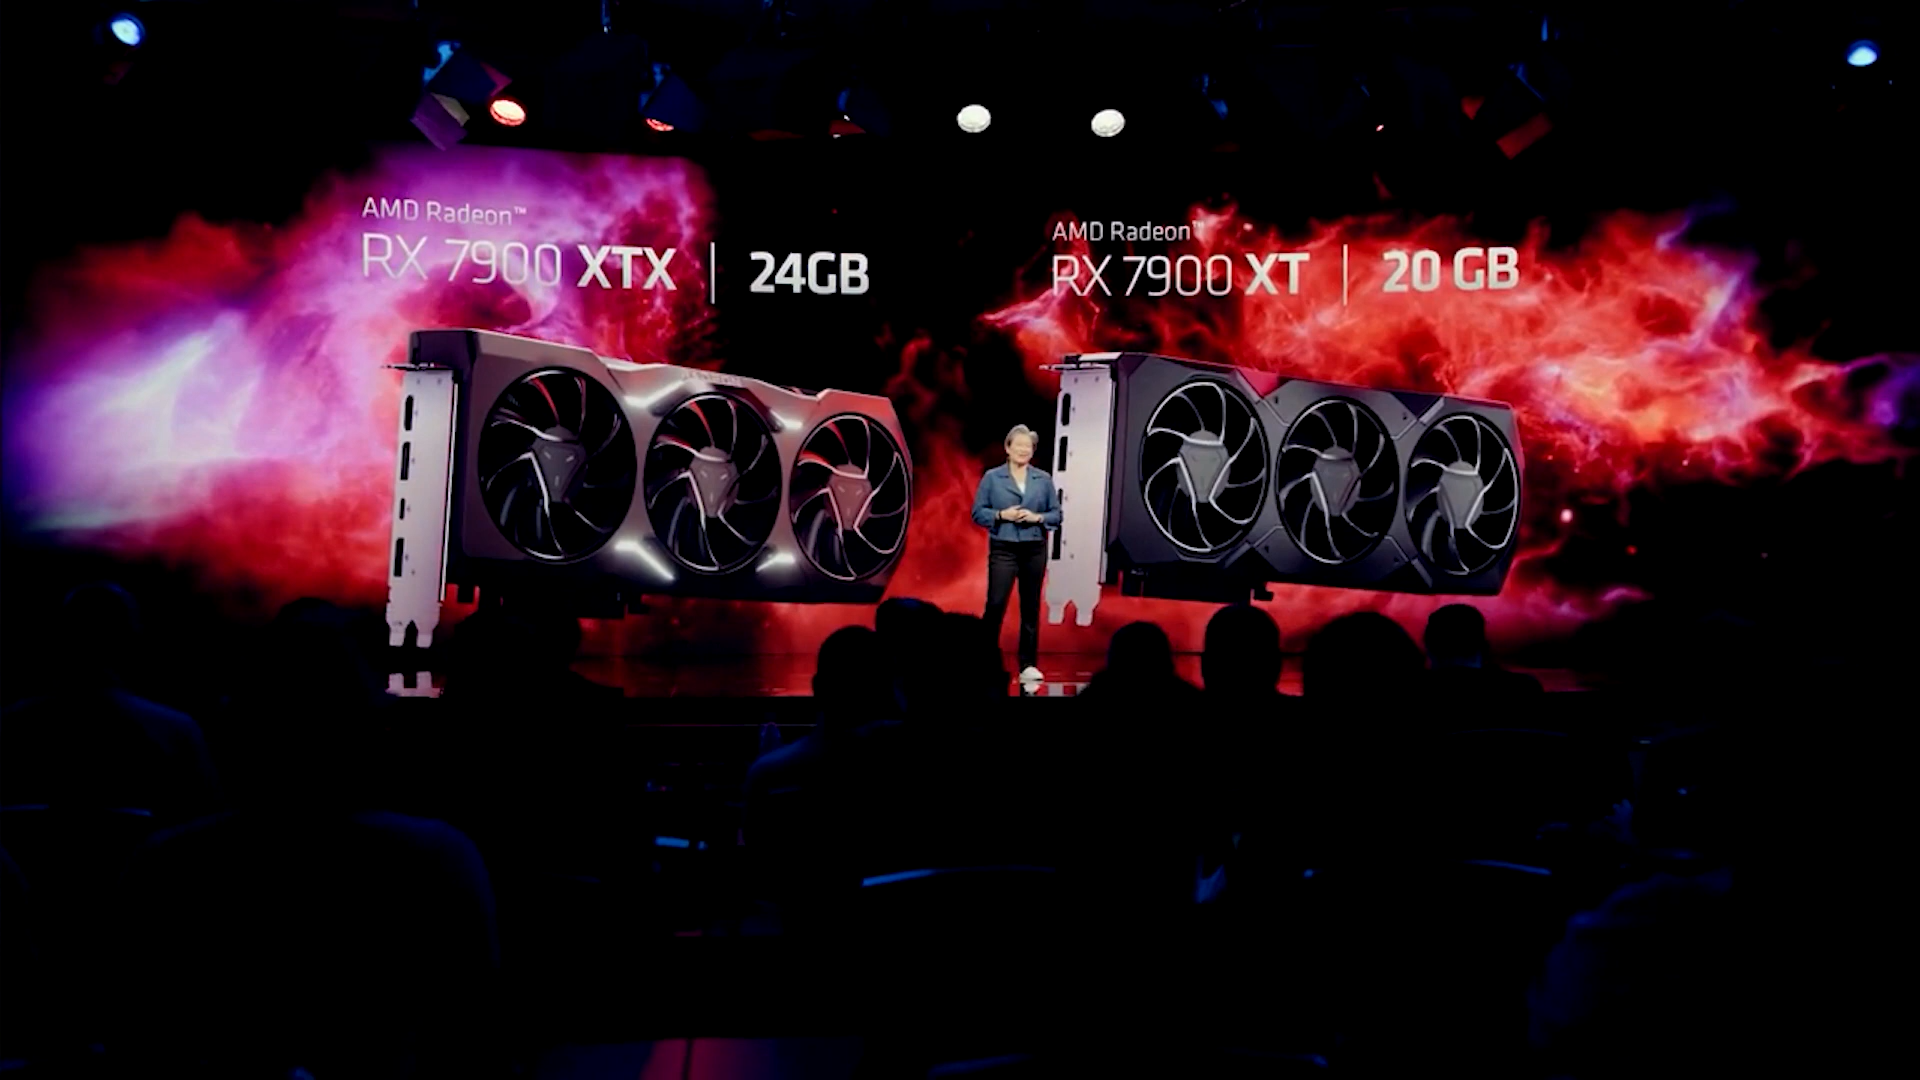 AMD Radeon™
RX 7900 XTX | 24GB
AMD Radeon™
RX 7900 XT | 20 GB